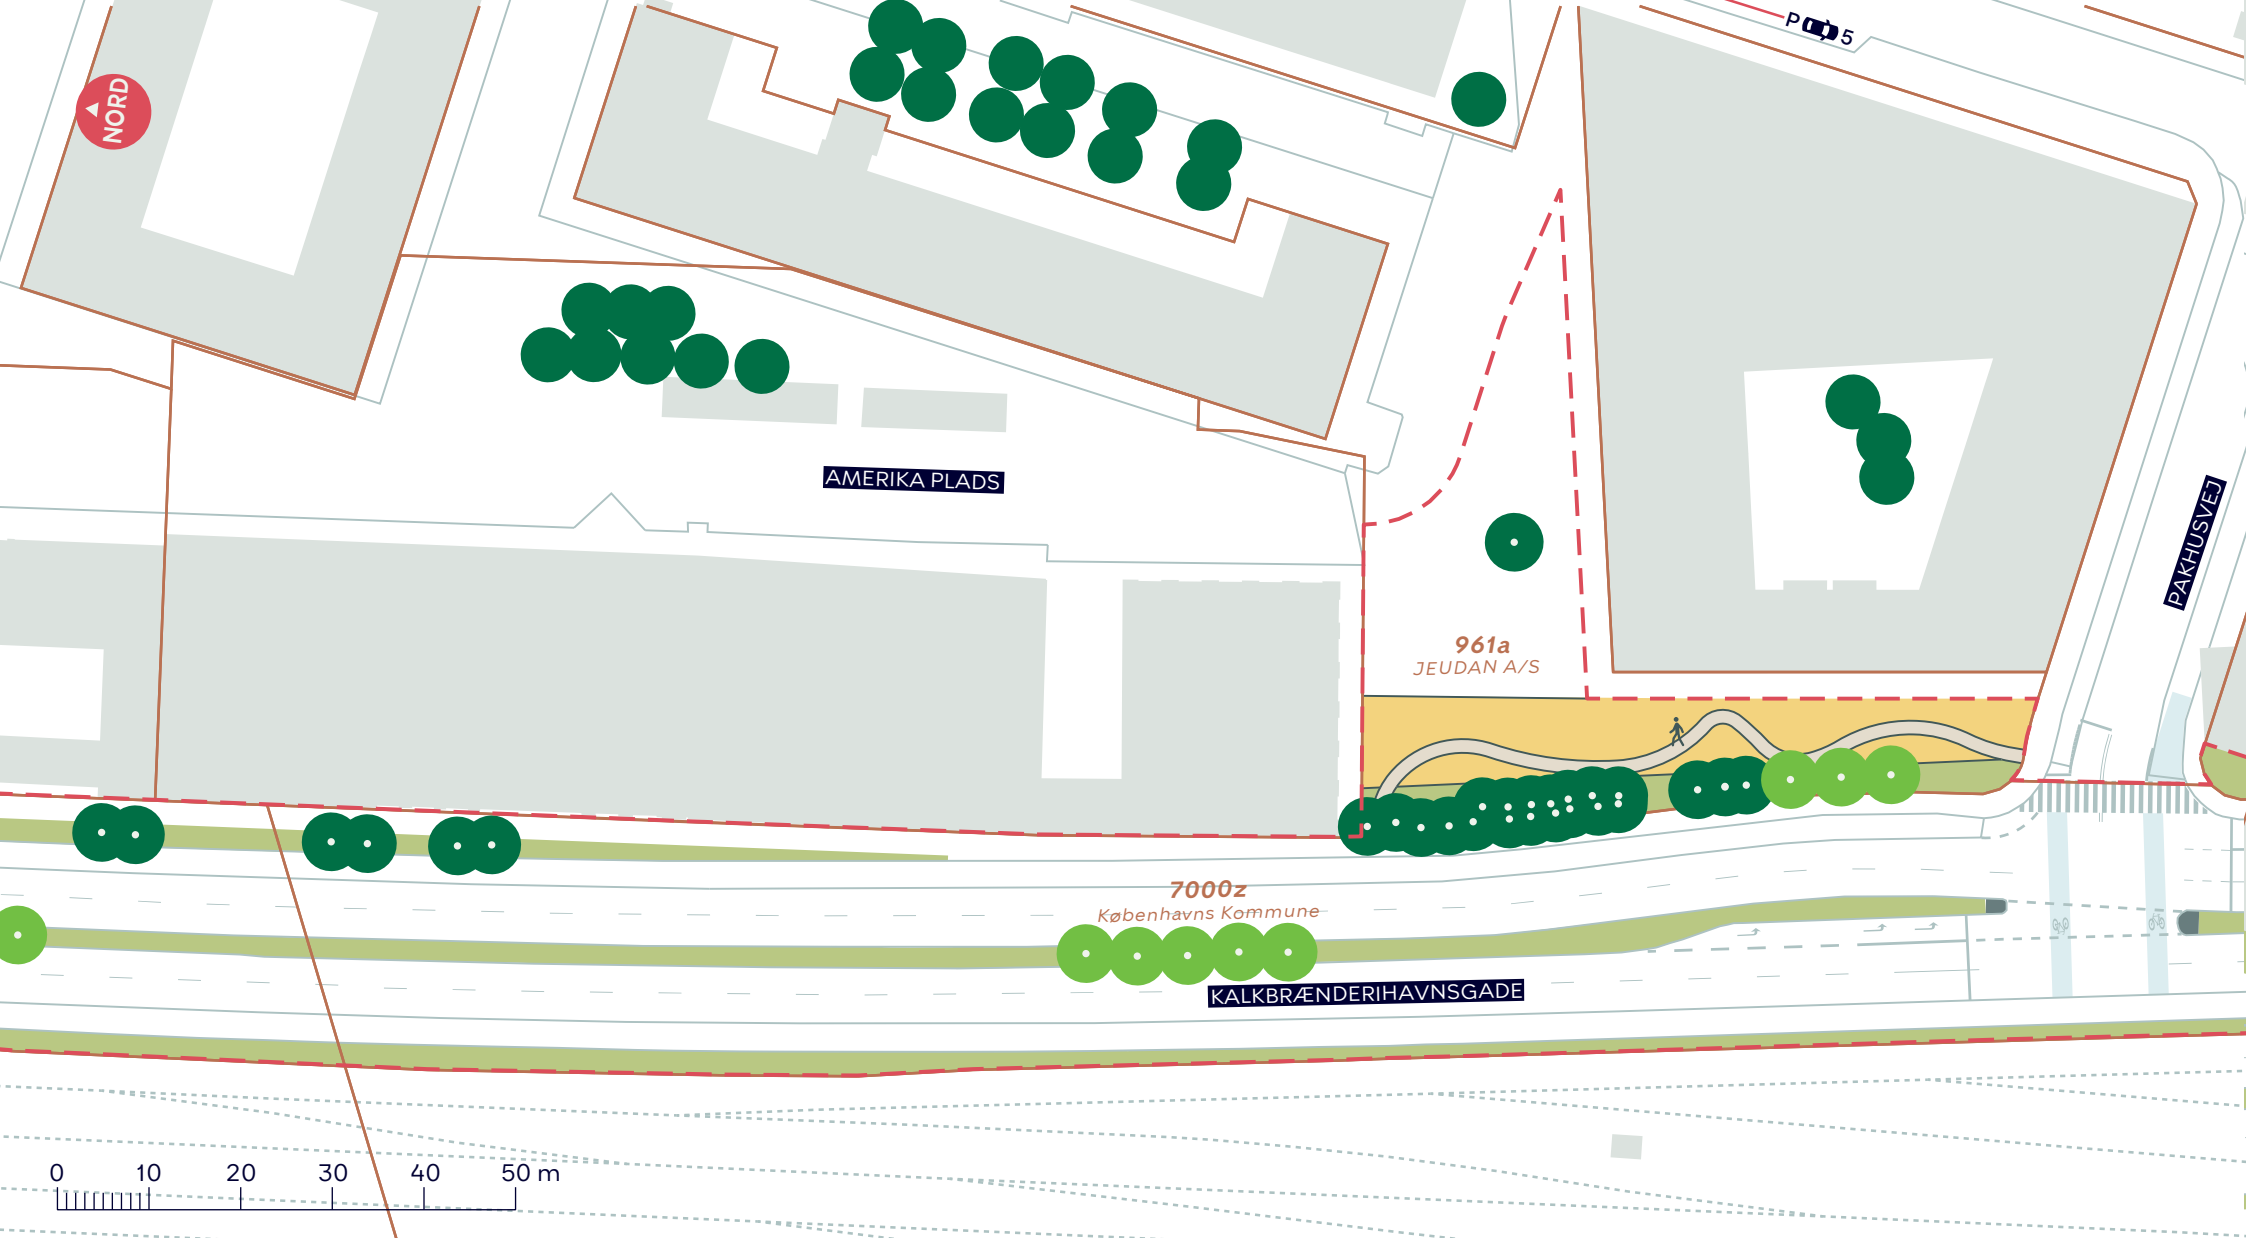 P 5
NORD
AMERIKA PLADS
PAKHUSVEJ
961a
JEUDAN A/S
7000z
Københavns Kommune
KALKBRÆNDERIHAVNSGADE
0 10 20 30 40 50 m